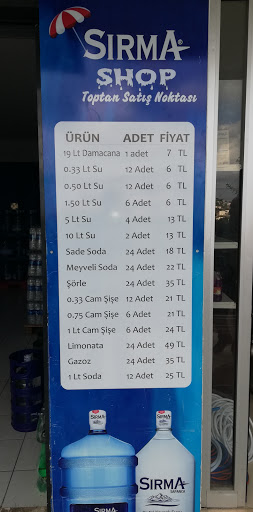 SIRMA
SHOP
Toptan Satış Noktası
ÜRÜN ADET FİYAT
19 Lt Damacana 1 adet 7 TL
0.33 Lt Su 12 Adet 6 TL
0.50 Lt Su 12 Adet 6 TL
1.50 Lt Su 6 Adet 6 TL
5 Lt Su 4 Adet 13 TL
10 Lt Su 2 Adet 13 TL
Sade Soda 24 Adet 18 TL
Meyveli Soda 24 Adet 22 TL
Şörle 24 Adet 35 TL
0.33 Cam Şişe 12 Adet 21 TL
0.75 Cam Şişe 6 Adet 21 TL
1 Lt Cam Şişe 6 Adet 24 TL
Limonata 24 Adet 49 TL
Gazoz 24 Adet 35 TL
1 Lt Soda 12 Adet 25 TL
SIRMA
SIRMA